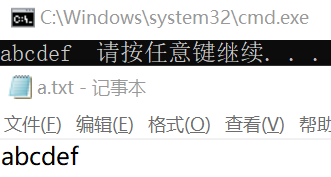 C:\Windows\system32\cmd.exe
abcdef  请按任意键继续. . .
a.txt - 记事本
文件(F)  编辑(E)  格式(O)  查看(V)  帮助
abcdef